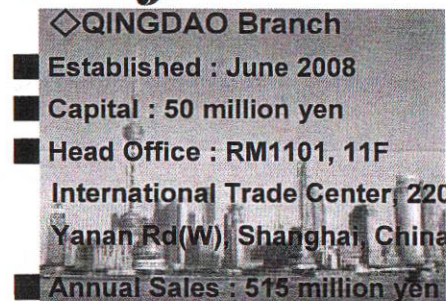 ◇QINGDAO Branch
■ Established : June 2008
■ Capital : 50 million yen
■ Head Office : RM1101, 11F
International Trade Center, 220
Yanan Rd(W), Shanghai, China
■ Annual Sales : 515 million yen